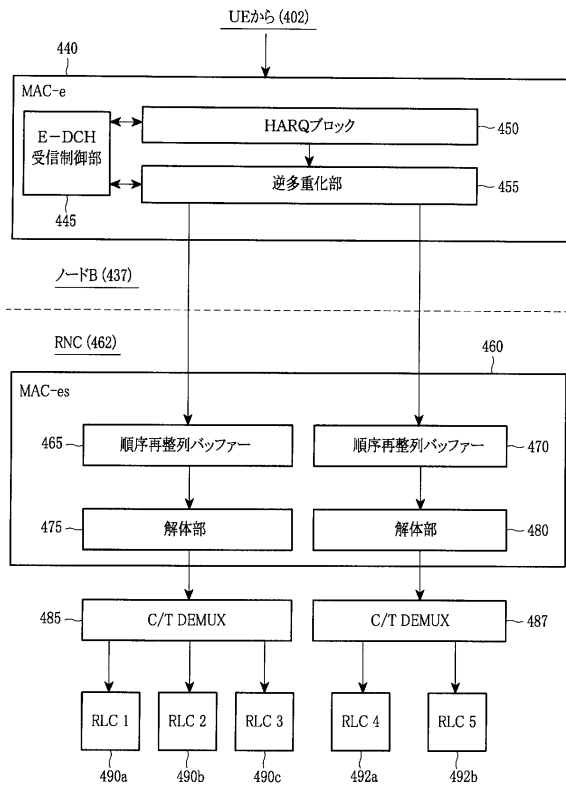 UEから (402)
440
MAC-e
E-DCH
受信制御部
445
HARQブロック
450
逆多重化部
455
ノードB (437)
RNC (462)
460
MAC-es
465
順序再整列バッファー
順序再整列バッファー
470
475
解体部
解体部
480
485
C/T DEMUX
C/T DEMUX
487
RLC 1
RLC 2
RLC 3
RLC 4
RLC 5
490a
490b
490c
492a
492b